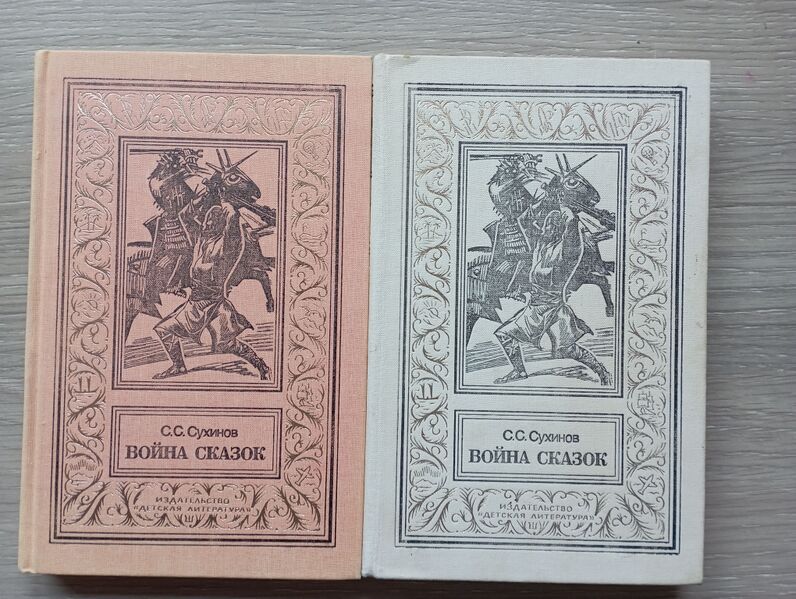 С.С. Сухинов
ВОЙНА СКАЗОК
ИЗДАТЕЛЬСТВО
"ДЕТСКАЯ ЛИТЕРАТУРА"
С.С. Сухинов
ВОЙНА СКАЗОК
ИЗДАТЕЛЬСТВО
"ДЕТСКАЯ ЛИТЕРАТУРА"